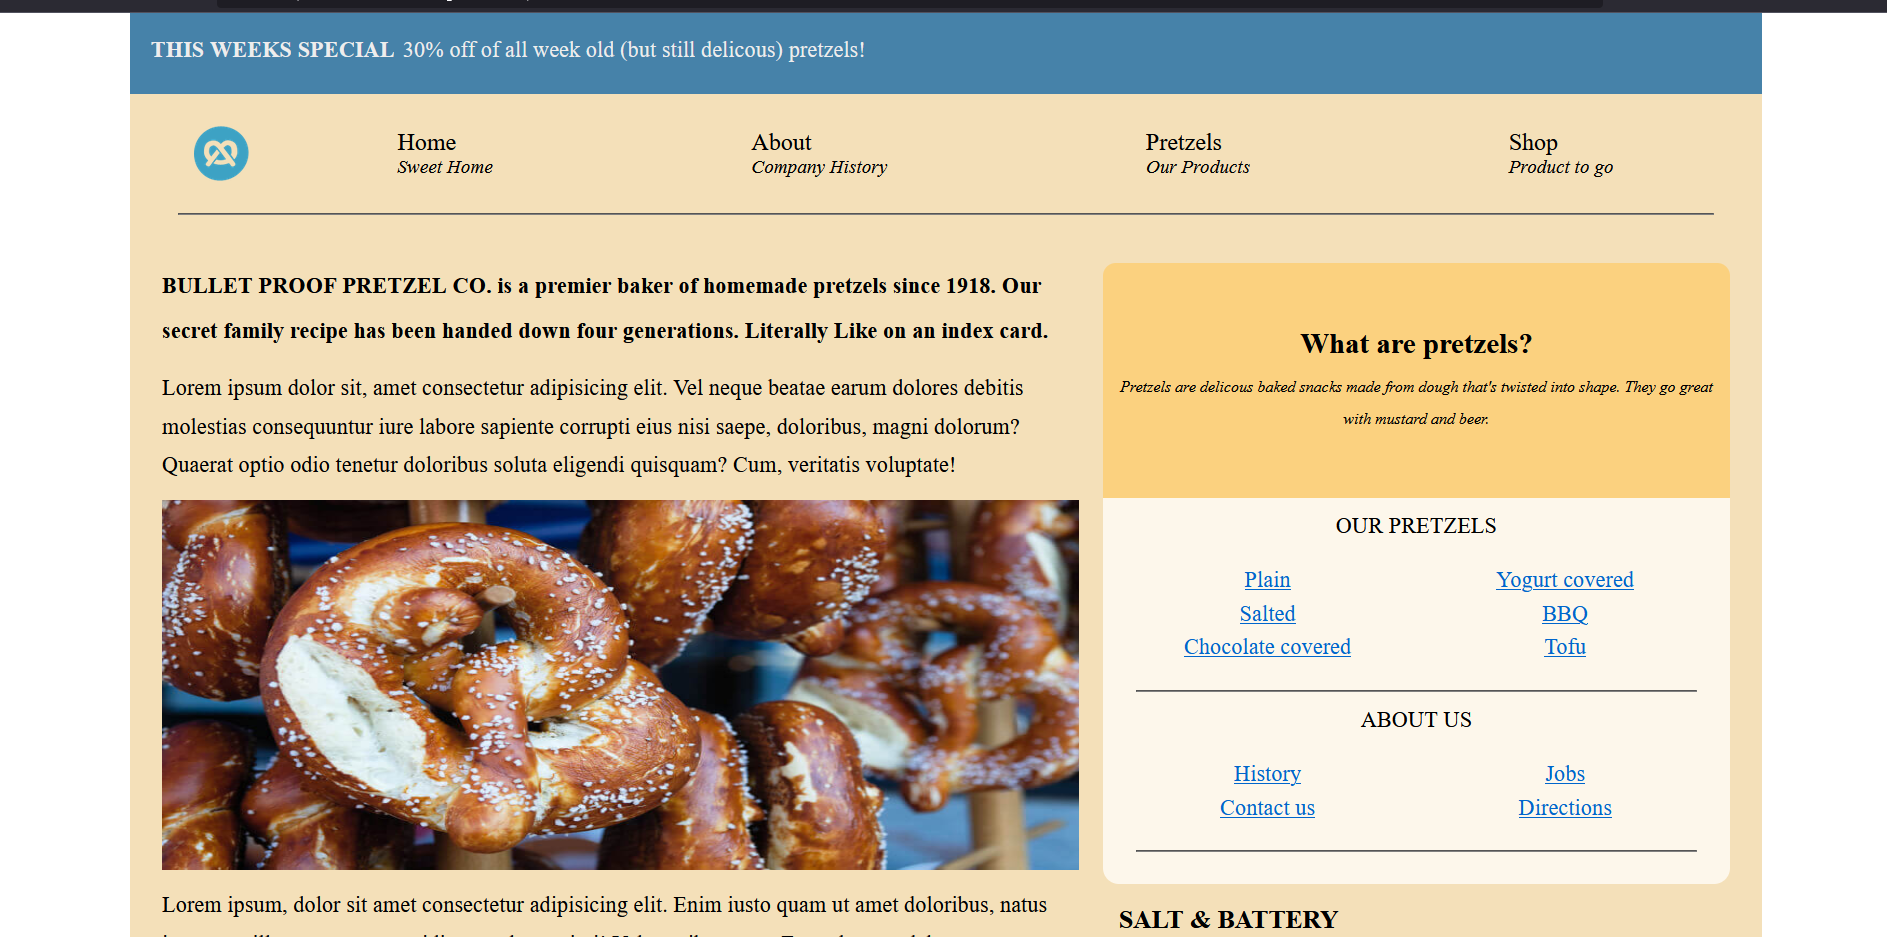 THIS WEEKS SPECIAL 30% off of all week old (but still delicous) pretzels!
Home
Sweet Home
About
Company History
Pretzels
Our Products
Shop
Product to go
BULLET PROOF PRETZEL CO. is a premier baker of homemade pretzels since 1918. Our
secret family recipe has been handed down four generations. Literally Like on an index card.
Lorem ipsum dolor sit, amet consectetur adipisicing elit. Vel neque beatae earum dolores debitis
molestias consequuntur iure labore sapiente corrupti eius nisi saepe, doloribus, magni dolorum?
Quaerat optio odio tenetur doloribus soluta eligendi quisquam? Cum, veritatis voluptate!
Lorem ipsum, dolor sit amet consectetur adipisicing elit. Enim iusto quam ut amet doloribus, natus
What are pretzels?
Pretzels are delicous baked snacks made from dough that's twisted into shape. They go great
with mustard and beer.
OUR PRETZELS
Plain
Yogurt covered
Salted
BBQ
Chocolate covered
Tofu
ABOUT US
History
Jobs
Contact us
Directions
SALT & BATTERY